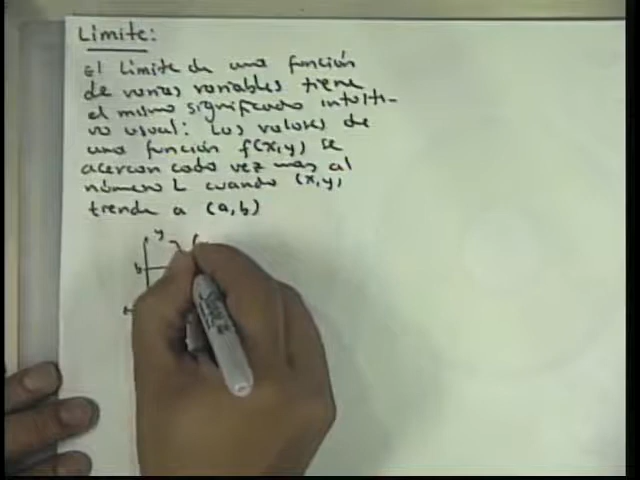 Limite:
El limite de una función
de varias variables tiene
el mismo significado intuiti-
vo usual: Los valores de
una función f(x,y) se
acercan cada vez mas al
número L cuando (x,y)
tienda a (a,b)
y
b